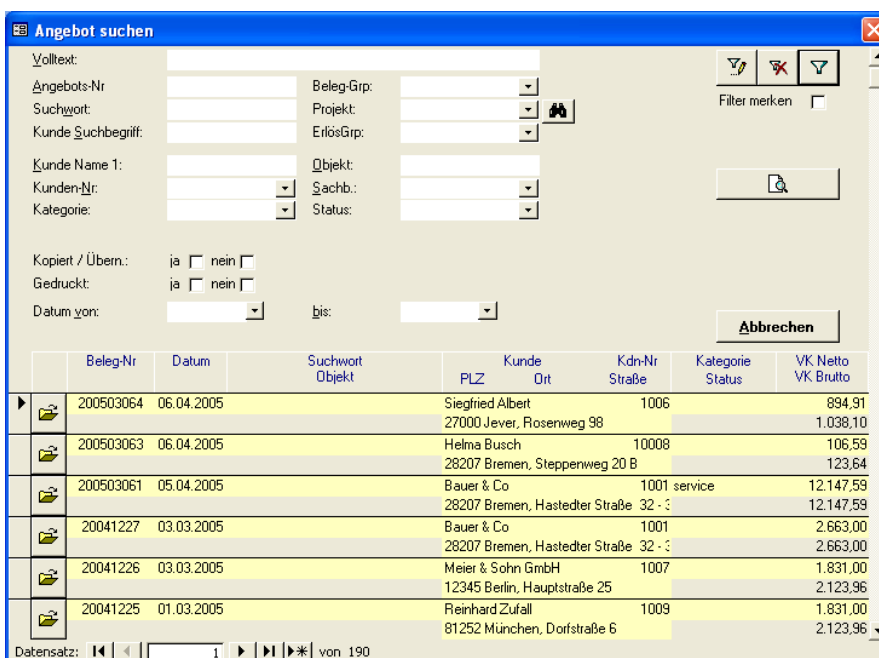 Angebot suchen
Volltext:
Angebots-Nr Beleg-Grp:
Suchwort: Projekt:
Filter merken
Kunde Suchbegriff: ErlösGrp:
Kunde Name 1: Objekt:
Kunden-Nr: Sachb.:
Kategorie: Status:
Kopiert / Übern.: ja nein
Gedruckt: ja nein
Datum von: bis:
Abbrechen
Beleg-Nr Datum Suchwort Kunde Kdn-Nr Kategorie VK Netto
Objekt PLZ Ort Straße Status VK Brutto
200503064 06.04.2005 Siegfried Albert 1006 894,91
27000 Jever, Rosenweg 98 1.038,10
200503063 06.04.2005 Helma Busch 10008 106,59
28207 Bremen, Steppenweg 20 B 123,64
200503061 05.04.2005 Bauer & Co 1001 service 12.147,59
28207 Bremen, Hastedter Straße 32 - 12.147,59
20041227 03.03.2005 Bauer & Co 1001 2.663,00
28207 Bremen, Hastedter Straße 32 - 2.663,00
20041226 03.03.2005 Meier & Sohn GmbH 1007 1.831,00
12345 Berlin, Hauptstraße 25 2.123,96
20041225 01.03.2005 Reinhard Zufall 1009 1.831,00
81252 München, Dorfstraße 6 2.123,96
Datensatz: 1 von 190